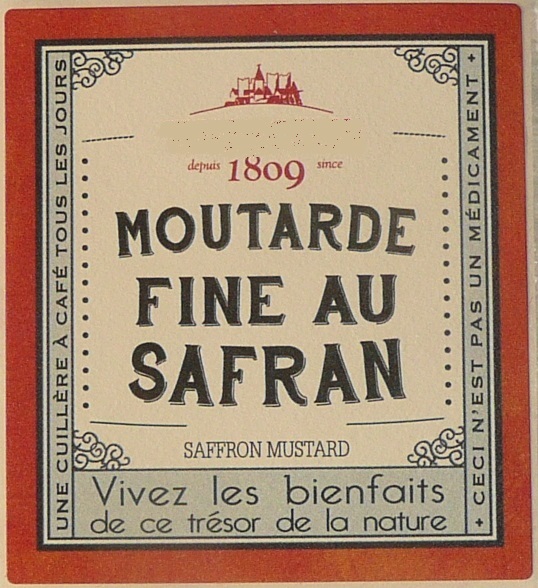 depuis 1809 since
MOUTARDE
FINE AU
SAFRAN
SAFFRON MUSTARD
Vivez les bienfaits
de ce trésor de la nature
UNE CUILLÈRE À CAFÉ TOUS LES JOURS
+ CECI N'EST PAS UN MÉDICAMENT +